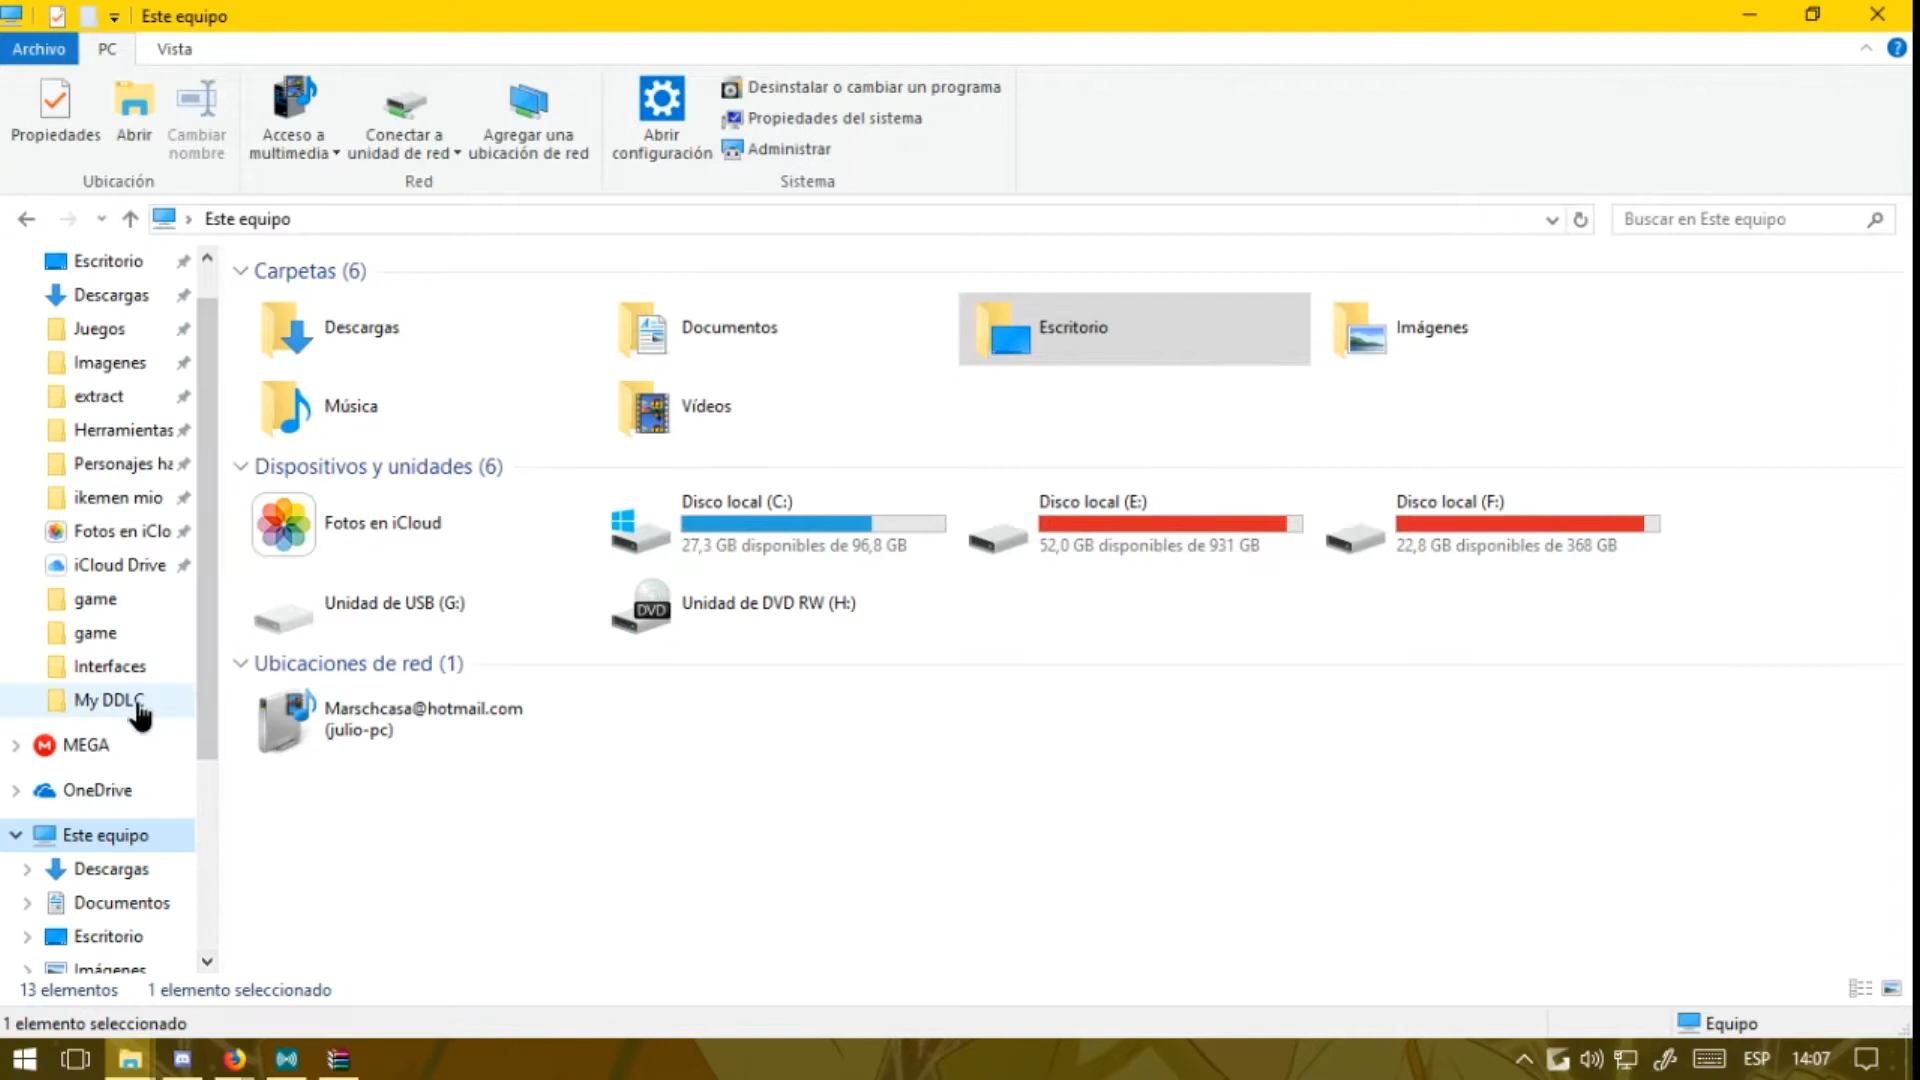 Este equipo
Archivo
PC
Vista
Propiedades
Abrir
Cambiar
nombre
Ubicación
Acceso a
multimedia
Conectar a
unidad de red
Agregar una
ubicación de red
Red
Abrir
configuración
Desinstalar o cambiar un programa
Propiedades del sistema
Administrar
Sistema
Este equipo
Buscar en Este equipo
Escritorio
Descargas
Juegos
Imagenes
extract
Herramientas
Personajes ha
ikemen mio
Fotos en iClo
iCloud Drive
game
game
Interfaces
My DDLC
MEGA
OneDrive
Este equipo
Descargas
Documentos
Escritorio
Imágenes
Carpetas (6)
Descargas
Documentos
Escritorio
Imágenes
Música
Vídeos
Dispositivos y unidades (6)
Fotos en iCloud
Disco local (C:)
27,3 GB disponibles de 96,8 GB
Disco local (E:)
52,0 GB disponibles de 931 GB
Disco local (F:)
22,8 GB disponibles de 368 GB
Unidad de USB (G:)
DVD
Unidad de DVD RW (H:)
Ubicaciones de red (1)
Marschcasa@hotmail.com
(julio-pc)
13 elementos
1 elemento seleccionado
1 elemento seleccionado
Equipo
ESP
14:07